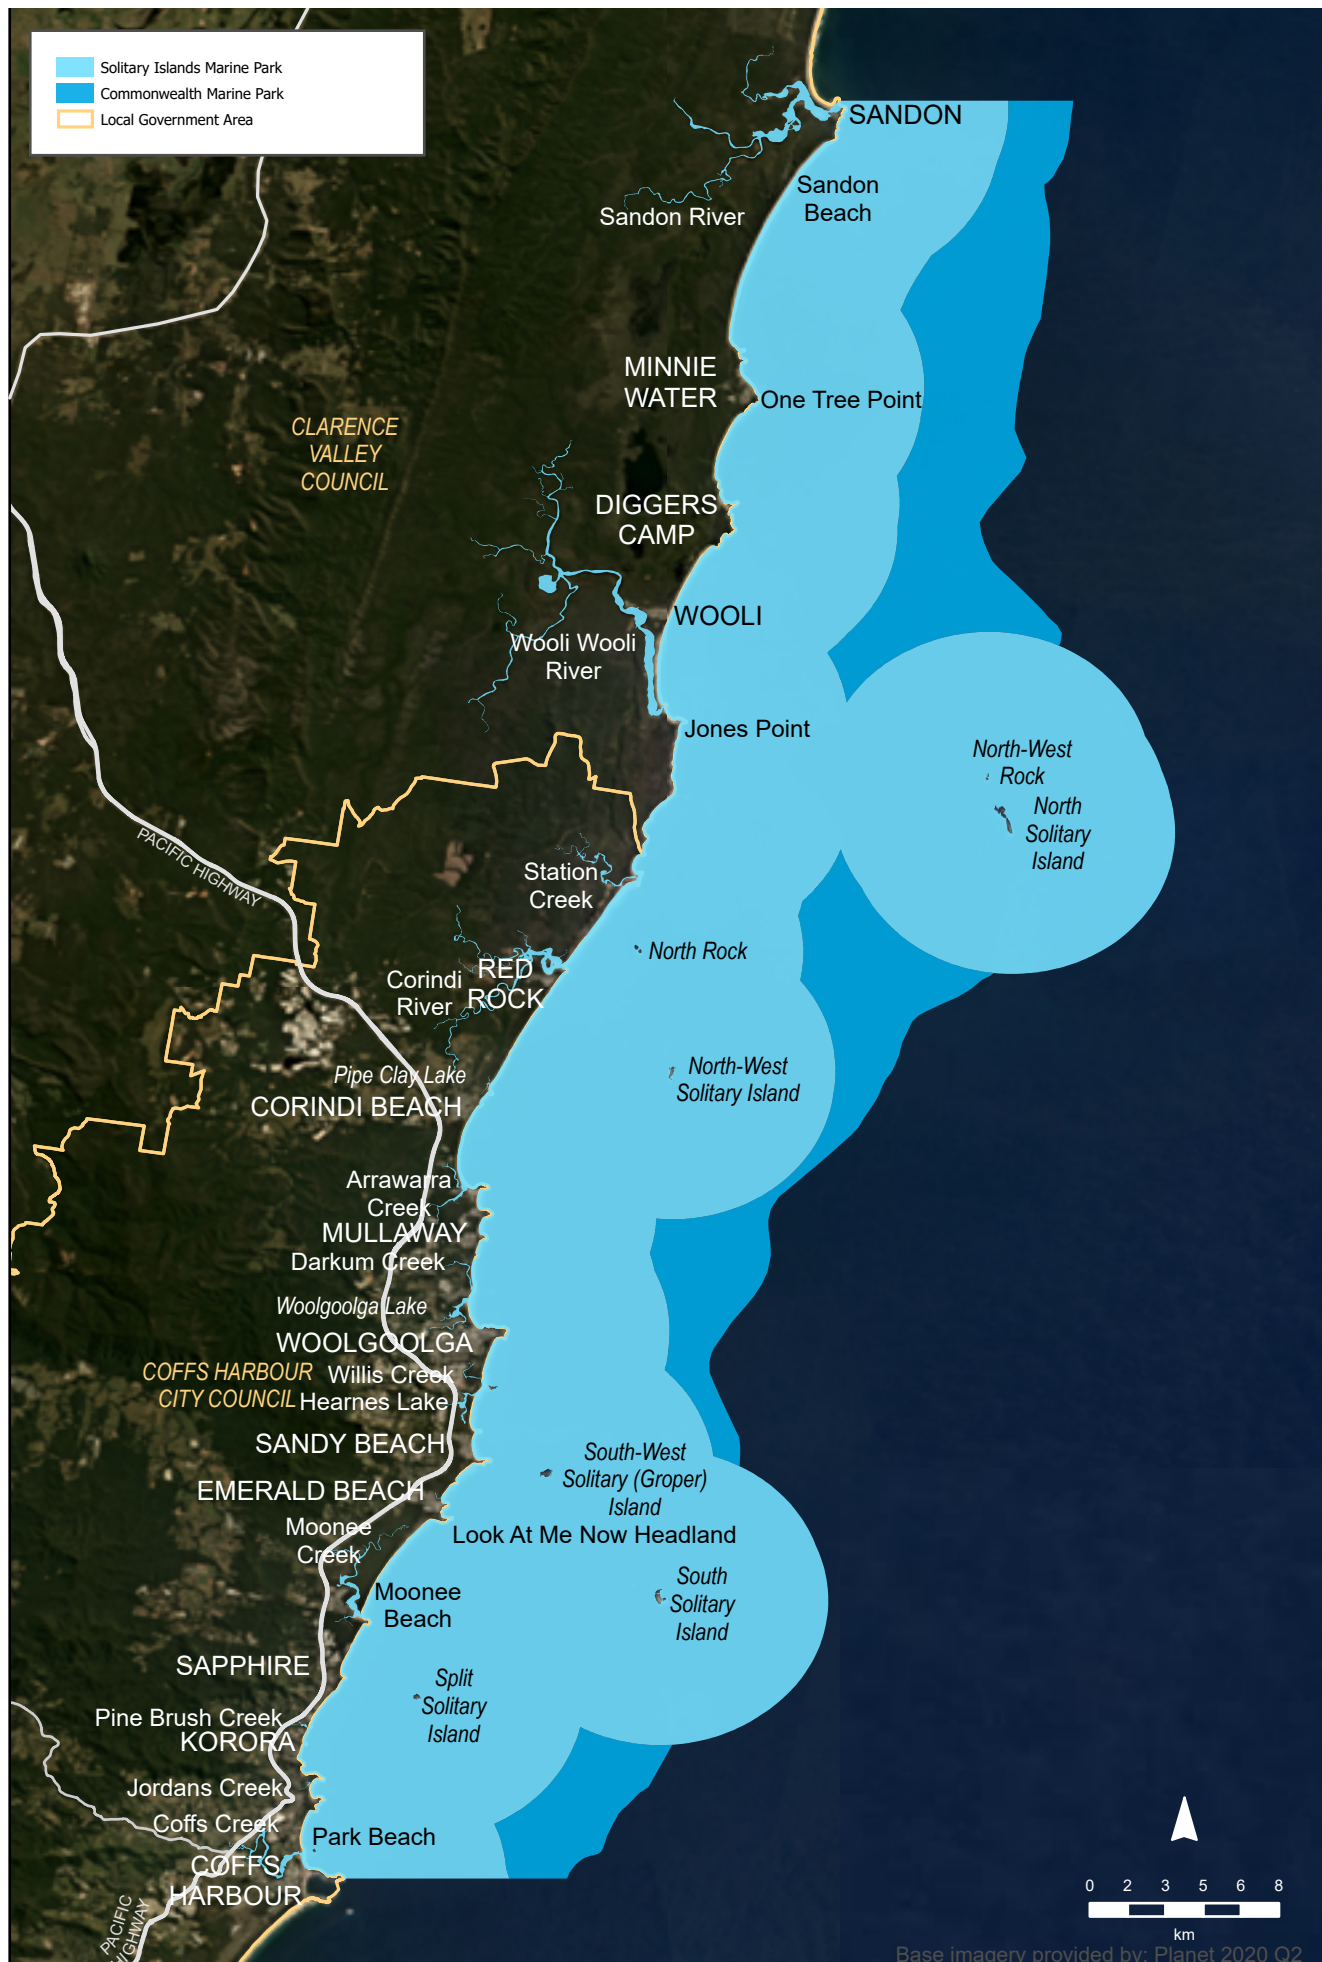 Solitary Islands Marine Park
Commonwealth Marine Park
Local Government Area
SANDON
Sandon
Beach
Sandon River
MINNIE
WATER
One Tree Point
CLARENCE
VALLEY
COUNCIL
DIGGERS
CAMP
WOOLI
Wooli Wooli
River
Jones Point
North-West
Rock
North
Solitary
Island
PACIFIC HIGHWAY
Station
Creek
North Rock
RED
ROCK
Corindi
River
North-West
Solitary Island
Pipe Clay Lake
CORINDI BEACH
Arrawarra
Creek
MULLAWAY
Darkum Creek
Woolgoolga Lake
WOOLGOOLGA
COFFS HARBOUR
CITY COUNCIL
Willis Creek
Hearnes Lake
SANDY BEACH
South-West
Solitary (Groper)
Island
EMERALD BEACH
Look At Me Now Headland
Moonee
Creek
Moonee
Beach
South
Solitary
Island
SAPPHIRE
Split
Solitary
Island
Pine Brush Creek
KORORA
Jordans Creek
Coffs Creek
Park Beach
COFFS
HARBOUR
PACIFIC
HIGHWAY
0 2 3 5 6 8
km
Base imagery provided by: Planet 2020 Q2